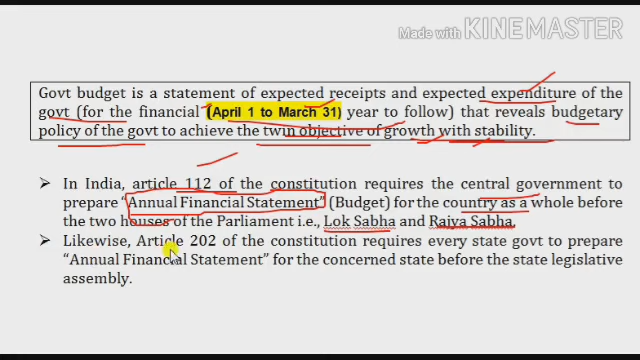 Made with KINEMASTER
Govt budget is a statement of expected receipts and expected expenditure of the
govt (for the financial (April 1 to March 31) year to follow) that reveals budgetary
policy of the govt to achieve the twin objective of growth with stability.
➤ In India, article 112 of the constitution requires the central government to
prepare "Annual Financial Statement" (Budget) for the country as a whole before
the two houses of the Parliament i.e., Lok Sabha and Rajya Sabha.
➤ Likewise, Article 202 of the constitution requires every state govt to prepare
"Annual Financial Statement" for the concerned state before the state legislative
assembly.